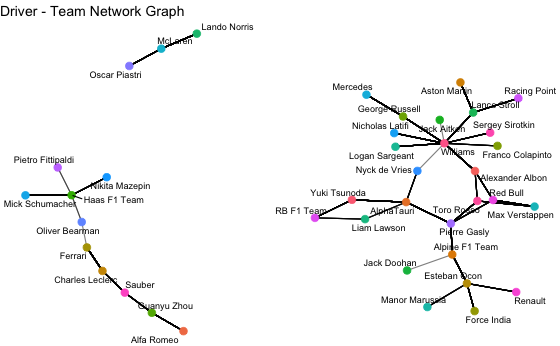 Driver - Team Network Graph
Lando Norris
McLaren
Oscar Piastri
Mercedes
Aston Martin
Racing Point
George Russell
Lance Stroll
Nicholas Latifi
Jack Aitken
Sergey Sirotkin
Williams
Logan Sargeant
Franco Colapinto
Pietro Fittipaldi
Nyck de Vries
Alexander Albon
Nikita Mazepin
Yuki Tsunoda
Red Bull
Mick Schumacher
Haas F1 Team
RB F1 Team
AlphaTauri
Toro Rosso
Max Verstappen
Liam Lawson
Oliver Bearman
Pierre Gasly
Alpine F1 Team
Ferrari
Jack Doohan
Charles Leclerc
Esteban Ocon
Sauber
Manor Marussia
Renault
Guanyu Zhou
Force India
Alfa Romeo